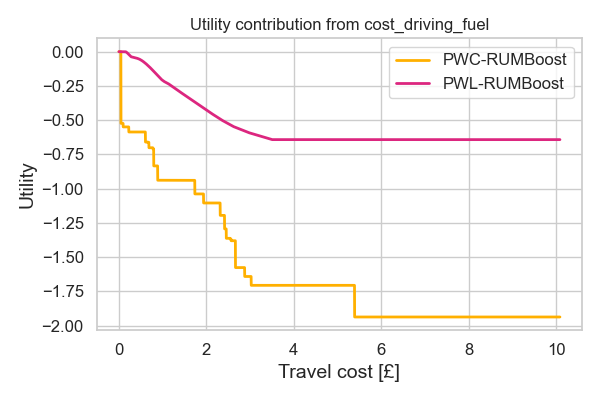 Utility contribution from cost_driving_fuel
PWC-RUMBoost
PWL-RUMBoost
Utility
0.00
−0.25
−0.50
−0.75
−1.00
−1.25
−1.50
−1.75
−2.00
0 2 4 6 8 10
Travel cost [£]